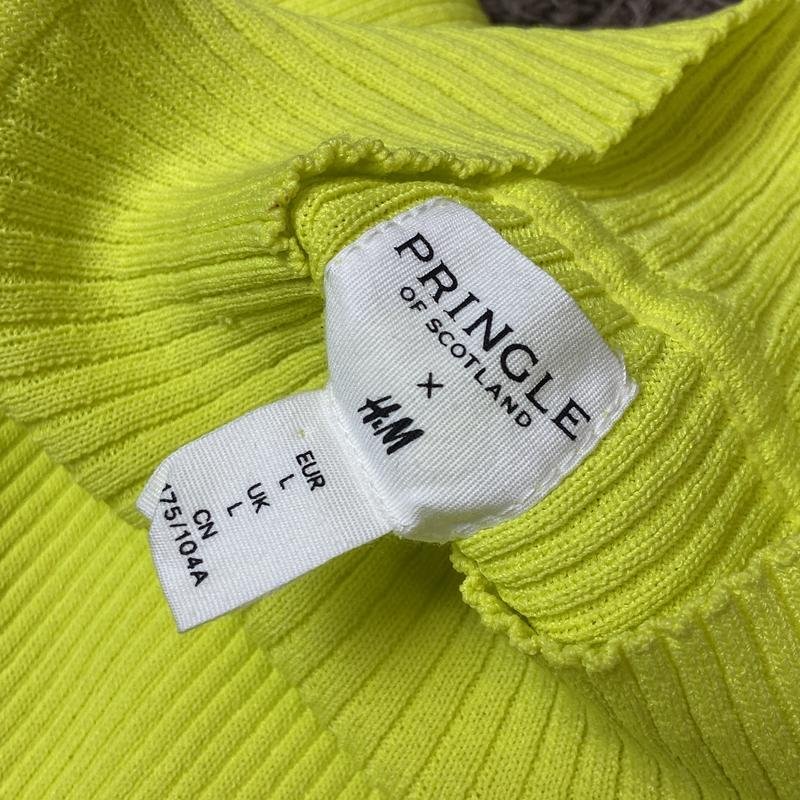 PRINGLE
OF SCOTLAND
×
H&M
EUR
L
UK
L
CN
175/104A